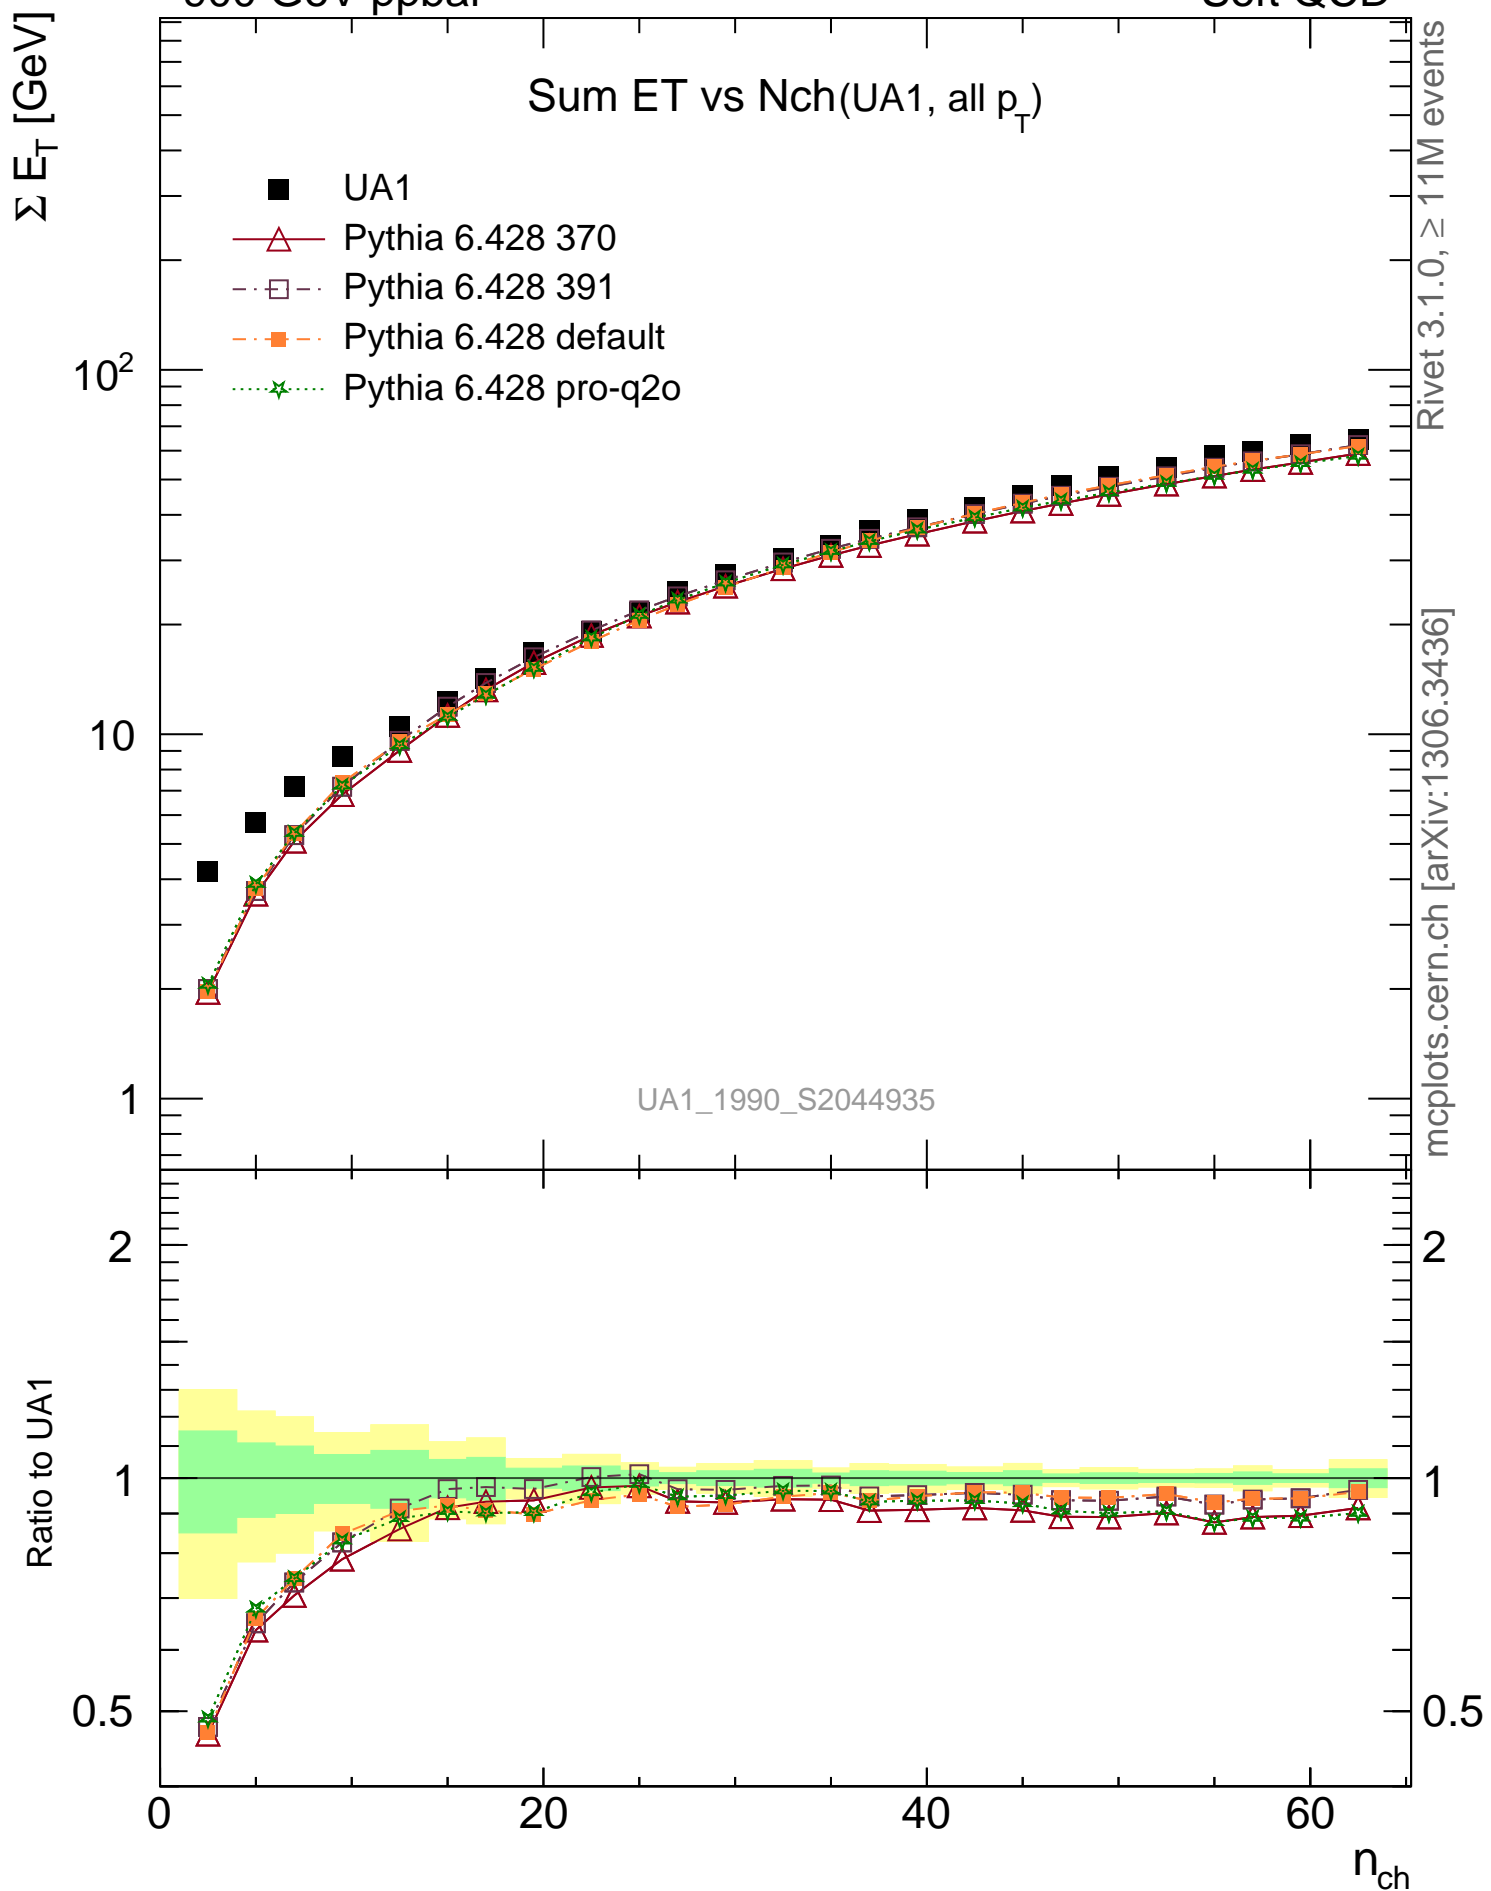 Sum ET vs Nch (UA1, all pT)
Σ ET [GeV]
UA1
Pythia 6.428 370
Pythia 6.428 391
Pythia 6.428 default
Pythia 6.428 pro-q2o
10²
10
1
UA1_1990_S2044935
Rivet 3.1.0, ≥ 11M events
mcplots.cern.ch [arXiv:1306.3436]
Ratio to UA1
2
1
0.5
2
1
0.5
0 20 40 60
nch